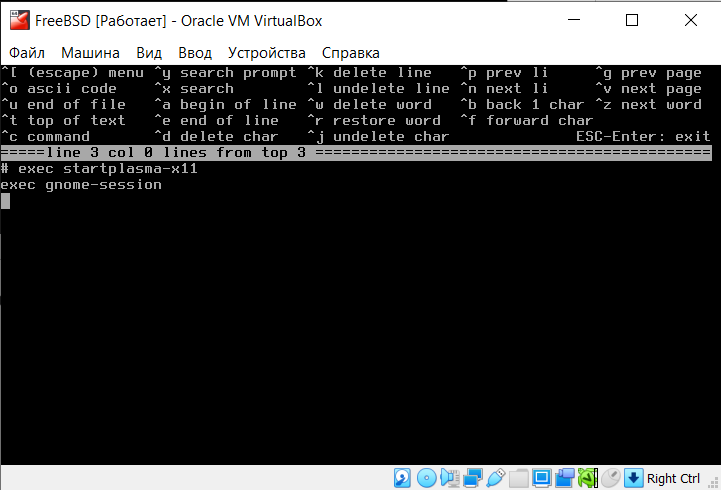 FreeBSD [Работает] - Oracle VM VirtualBox
Файл Машина Вид Ввод Устройства Справка
^[ (escape) menu ^y search prompt ^k delete line ^p prev li ^g prev page
^o ascii code ^x search ^l undelete line ^n next li ^v next page
^u end of file ^a begin of line ^w delete word ^b back 1 char ^z next word
^t top of text ^e end of line ^r restore word ^f forward char
^c command ^d delete char ^j undelete char ESC-Enter: exit
=====line 3 col 0 lines from top 3 ============================================
# exec startplasma-x11
exec gnome-session
Right Ctrl